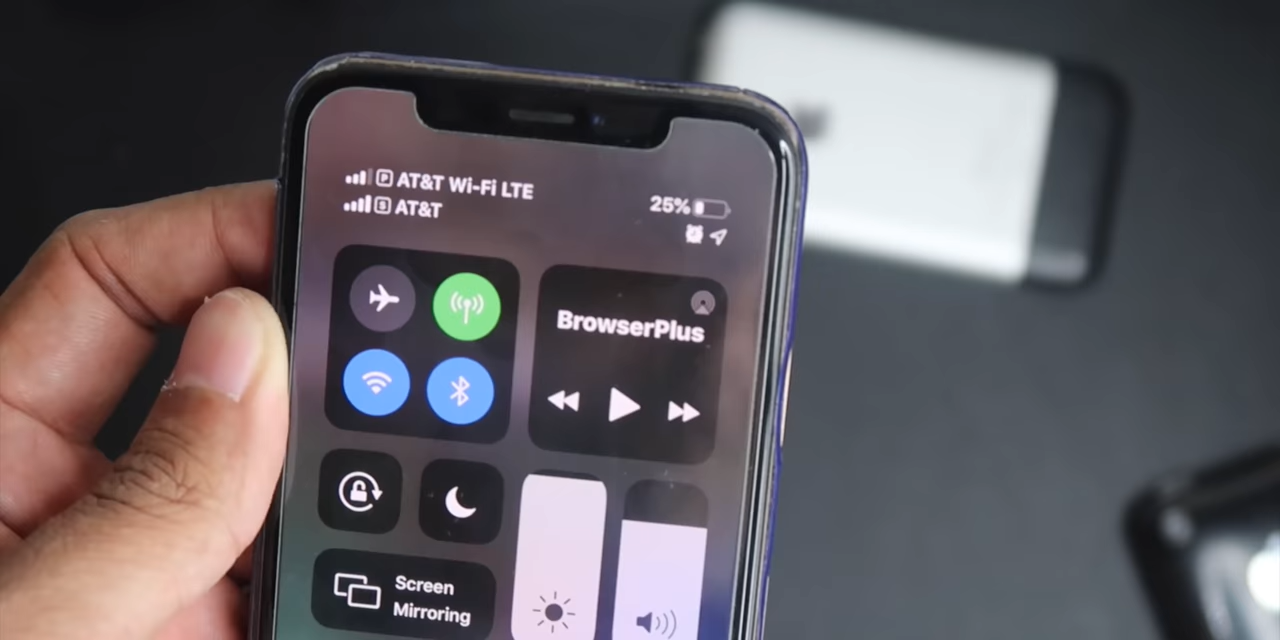 P AT&T Wi-Fi LTE
S AT&T
25%
BrowserPlus
Screen
Mirroring